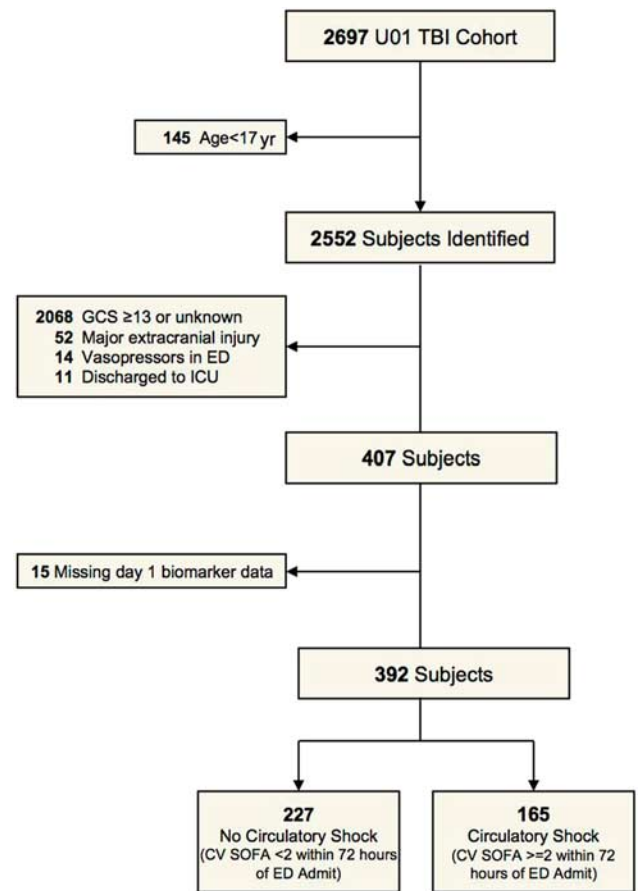 2697 U01 TBI Cohort
145 Age<17 yr
2552 Subjects Identified
2068 GCS ≥13 or unknown
52 Major extracranial injury
14 Vasopressors in ED
11 Discharged to ICU
407 Subjects
15 Missing day 1 biomarker data
392 Subjects
227
No Circulatory Shock
(CV SOFA <2 within 72 hours
of ED Admit)
165
Circulatory Shock
(CV SOFA >=2 within 72
hours of ED Admit)